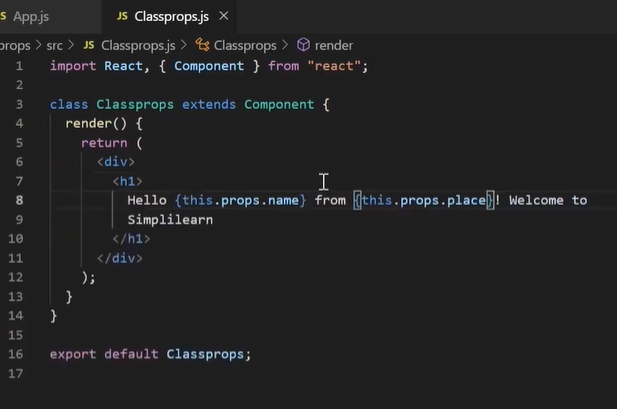 JS App.js
JS Classprops.js ×
props > src > JS Classprops.js > Classprops > render
1 import React, { Component } from "react";
2
3 class Classprops extends Component {
4 render() {
5 return (
6 <div>
7 <h1>
8 Hello {this.props.name} from {this.props.place}! Welcome to
9 Simplilearn
10 </h1>
11 </div>
12 );
13 }
14 }
15
16 export default Classprops;
17